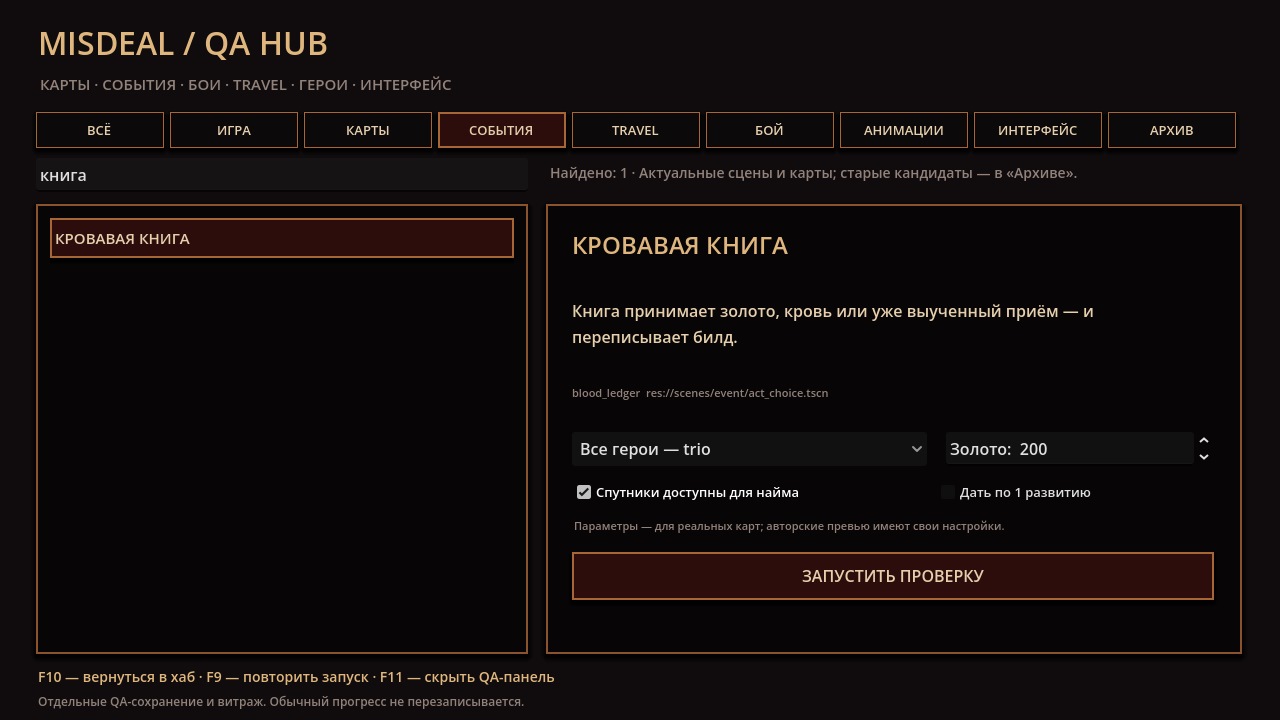 MISDEAL / QA HUB
КАРТЫ · СОБЫТИЯ · БОИ · TRAVEL · ГЕРОИ · ИНТЕРФЕЙС
ВСЁ ИГРА КАРТЫ СОБЫТИЯ TRAVEL БОЙ АНИМАЦИИ ИНТЕРФЕЙС АРХИВ
книга
Найдено: 1 · Актуальные сцены и карты; старые кандидаты — в «Архиве».
КРОВАВАЯ КНИГА
КРОВАВАЯ КНИГА
Книга принимает золото, кровь или уже выученный приём — и
переписывает билд.
blood_ledger res://scenes/event/act_choice.tscn
Все герои — trio
Золото: 200
Спутники доступны для найма
Дать по 1 развитию
Параметры — для реальных карт; авторские превью имеют свои настройки.
ЗАПУСТИТЬ ПРОВЕРКУ
F10 — вернуться в хаб · F9 — повторить запуск · F11 — скрыть QA-панель
Отдельные QA-сохранение и витраж. Обычный прогресс не перезаписывается.